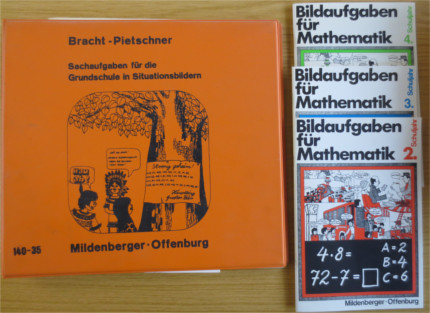 Bracht-Pietschner
Sachaufgaben für die
Grundschule in Situationsbildern
140-35
Mildenberger·Offenburg
Bildaufgaben
für
Mathematik 4.
Schuljahr
Bildaufgaben
für
Mathematik 3.
Schuljahr
Bildaufgaben
für
Mathematik 2.
Schuljahr
4·8=
72-7=
A=2
B=4
C=6
Mildenberger·Offenburg